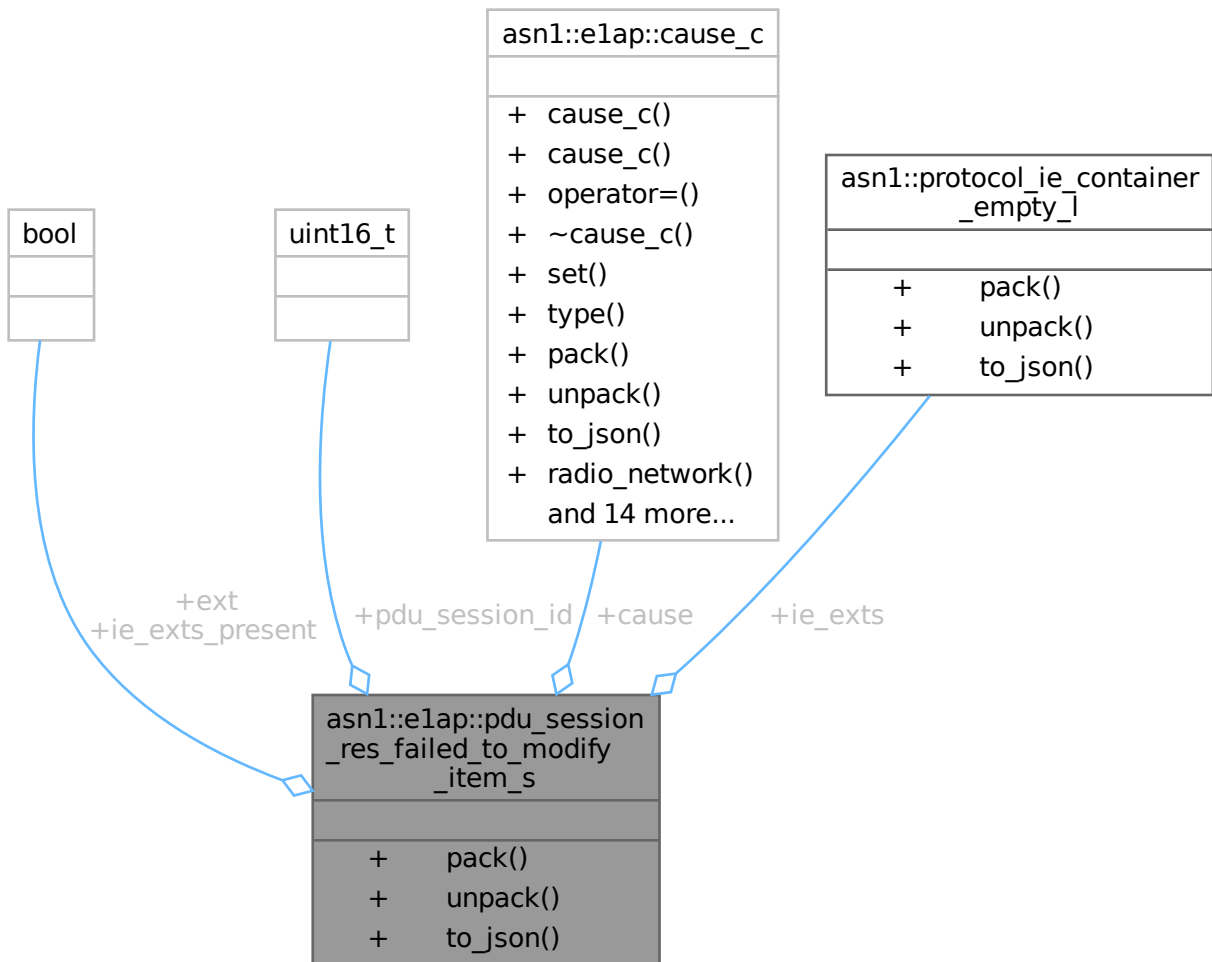 asn1::e1ap::cause_c
+ cause_c()
+ cause_c()
+ operator=()
+ ~cause_c()
+ set()
+ type()
+ pack()
+ unpack()
+ to_json()
+ radio_network()
and 14 more...
asn1::protocol_ie_container
_empty_l
+ pack()
+ unpack()
+ to_json()
bool
uint16_t
+ext
+ie_exts_present
+pdu_session_id
+cause
+ie_exts
asn1::e1ap::pdu_session
_res_failed_to_modify
_item_s
+ pack()
+ unpack()
+ to_json()